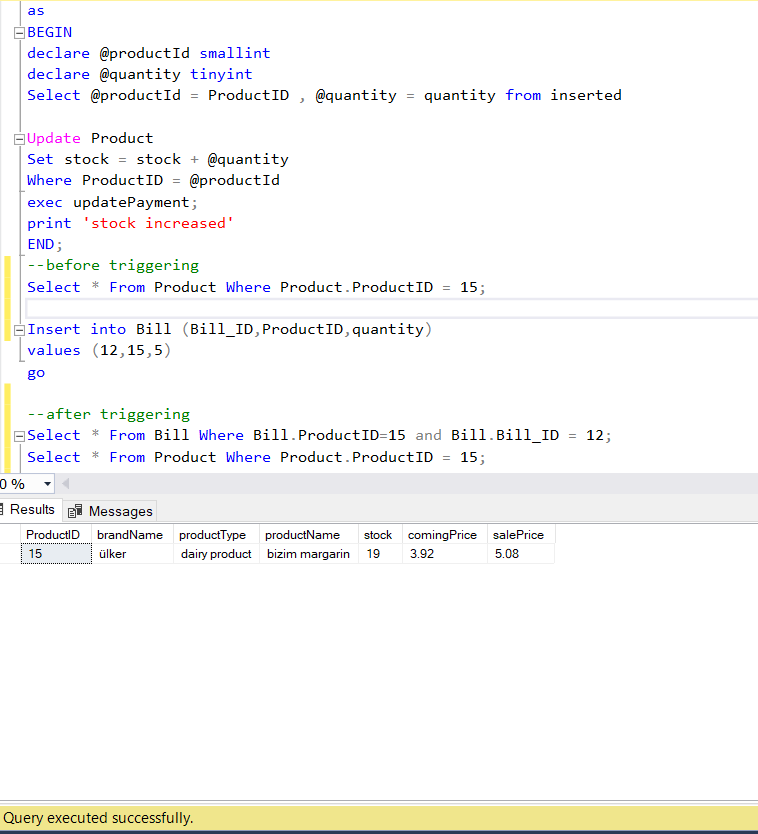 as
BEGIN
declare @productId smallint
declare @quantity tinyint
Select @productId = ProductID , @quantity = quantity from inserted
Update Product
Set stock = stock + @quantity
Where ProductID = @productId
exec updatePayment;
print 'stock increased'
END;
--before triggering
Select * From Product Where Product.ProductID = 15;
Insert into Bill (Bill_ID,ProductID,quantity)
values (12,15,5)
go
--after triggering
Select * From Bill Where Bill.ProductID=15 and Bill.Bill_ID = 12;
Select * From Product Where Product.ProductID = 15;
0 %
Results Messages
ProductID brandName productType productName stock comingPrice salePrice
15 ülker dairy product bizim margarin 19 3.92 5.08
Query executed successfully.